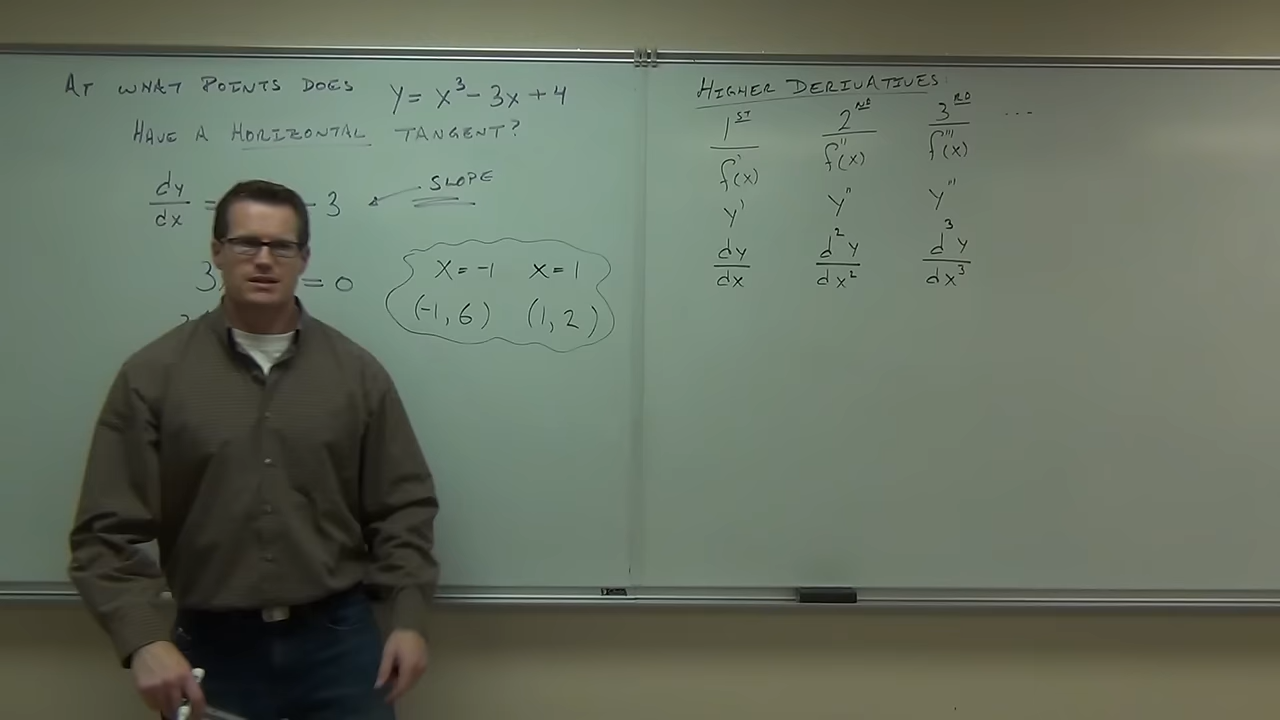 AT WHAT POINTS DOES y = x³ - 3x + 4
HAVE A HORIZONTAL TANGENT?
dy/dx = - 3 SLOPE
3 = 0
x = -1 x = 1
(-1, 6) (1, 2)
HIGHER DERIVATIVES:
1ST 2ND 3RD ...
f'(x) f''(x) f'''(x)
y' y'' y'''
dy/dx d²y/dx² d³y/dx³